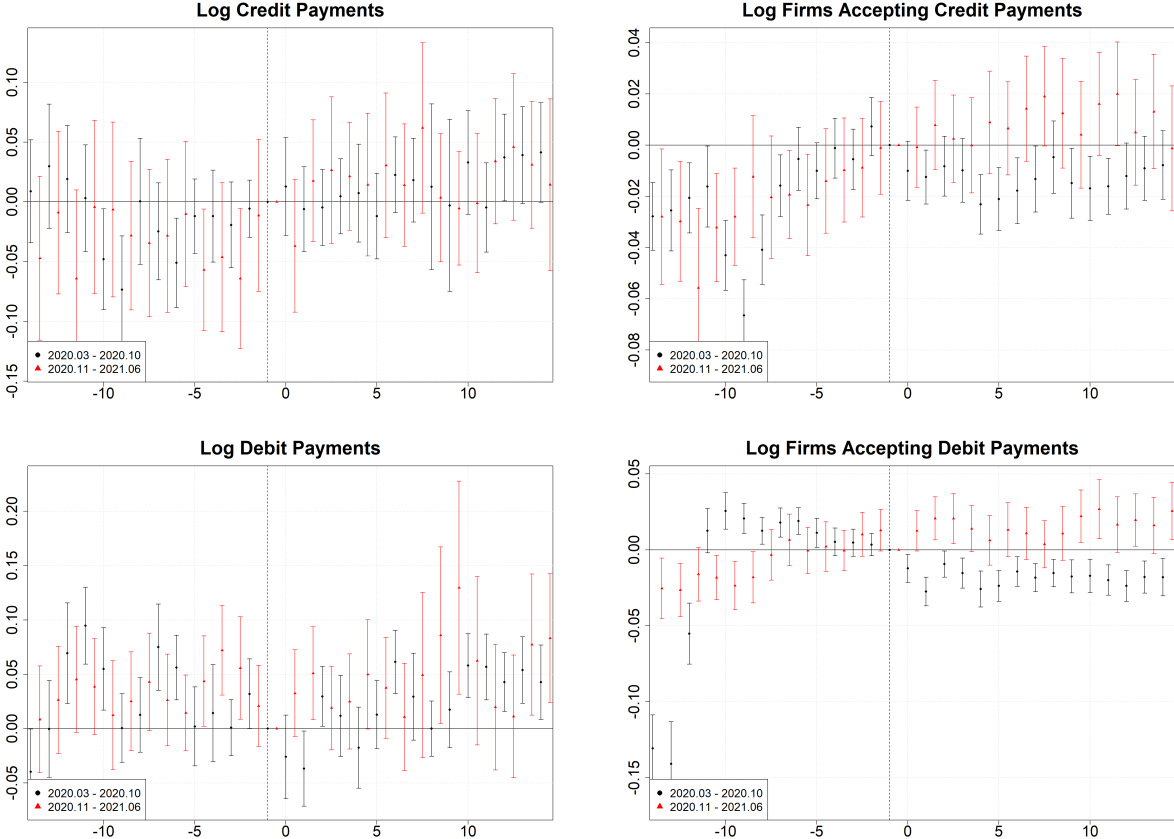 Log Credit Payments
0.10
0.05
0.00
-0.05
-0.10
-0.15
2020.03 - 2020.10
2020.11 - 2021.06
-10 -5 0 5 10
Log Firms Accepting Credit Payments
0.04
0.02
0.00
-0.02
-0.04
-0.06
-0.08
2020.03 - 2020.10
2020.11 - 2021.06
-10 -5 0 5 10
Log Debit Payments
0.20
0.15
0.10
0.05
0.00
-0.05
2020.03 - 2020.10
2020.11 - 2021.06
-10 -5 0 5 10
Log Firms Accepting Debit Payments
0.05
0.00
-0.05
-0.10
-0.15
2020.03 - 2020.10
2020.11 - 2021.06
-10 -5 0 5 10